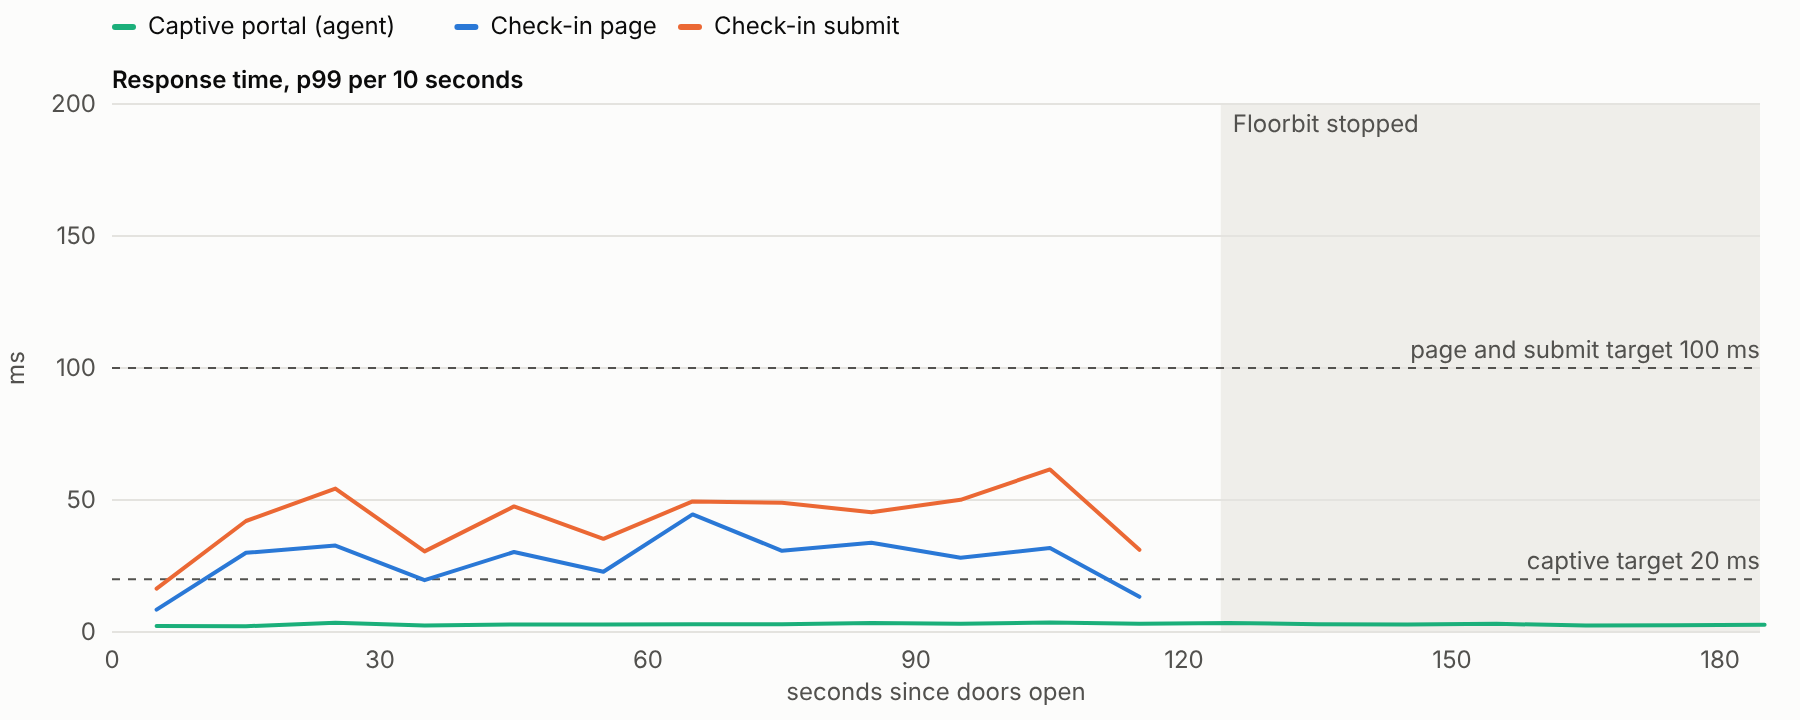 Captive portal (agent) Check-in page Check-in submit
Response time, p99 per 10 seconds
200
Floorbit stopped
150
page and submit target 100 ms
100
ms
50
captive target 20 ms
0
0 30 60 90 120 150 180
seconds since doors open